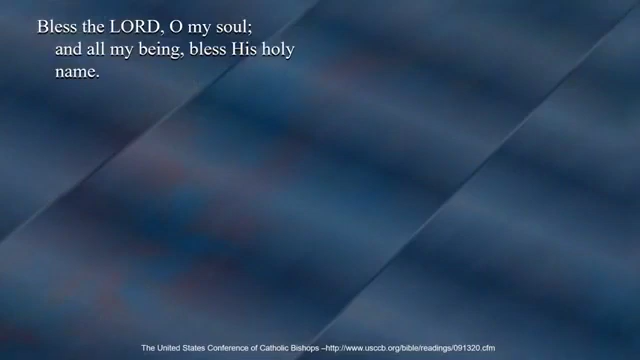 Bless the LORD, O my soul;
and all my being, bless His holy
name.
The United States Conference of Catholic Bishops –http://www.usccb.org/bible/readings/091320.cfm